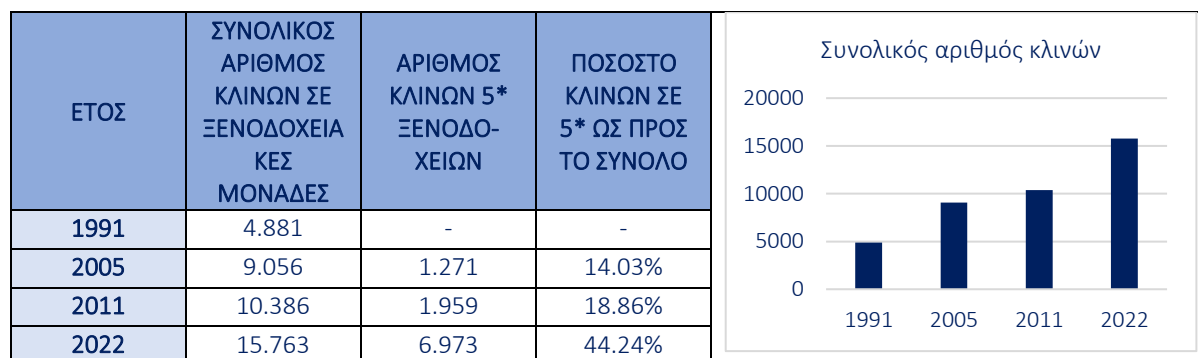 ΕΤΟΣ
ΣΥΝΟΛΙΚΟΣ
ΑΡΙΘΜΟΣ
ΚΛΙΝΩΝ ΣΕ
ΞΕΝΟΔΟΧΕΙΑ
ΚΕΣ
ΜΟΝΑΔΕΣ
ΑΡΙΘΜΟΣ
ΚΛΙΝΩΝ 5*
ΞΕΝΟΔΟ-
ΧΕΙΩΝ
ΠΟΣΟΣΤΟ
ΚΛΙΝΩΝ ΣΕ
5* ΩΣ ΠΡΟΣ
ΤΟ ΣΥΝΟΛΟ
1991 4.881 - -
2005 9.056 1.271 14.03%
2011 10.386 1.959 18.86%
2022 15.763 6.973 44.24%
Συνολικός αριθμός κλινών
20000
15000
10000
5000
0
1991 2005 2011 2022